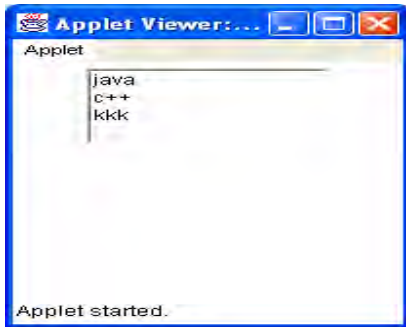 Applet Viewer:...
Applet
java
c++
kkk
Applet started.